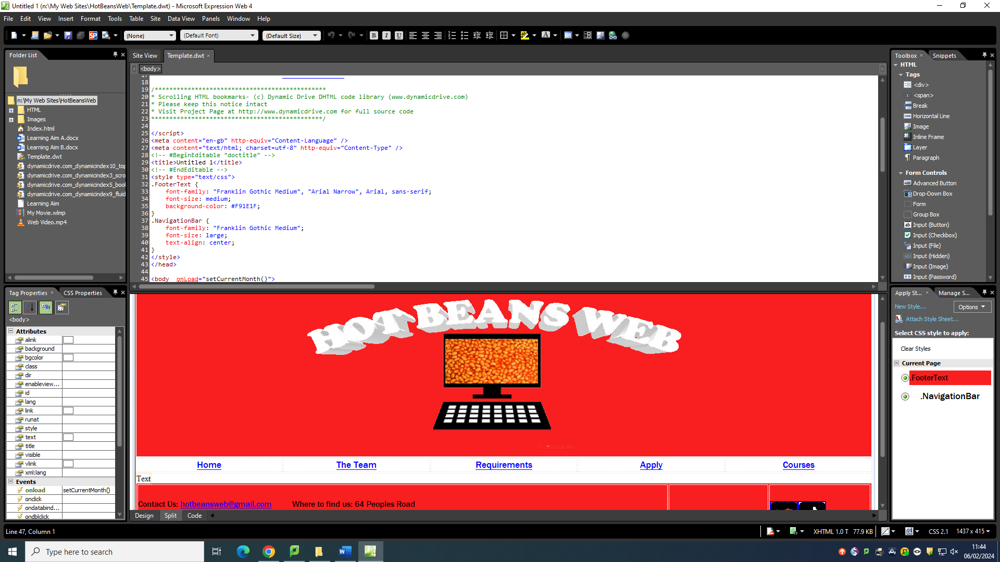 Untitled 1 (n:\My Web Sites\HotBeansWeb\Template.dwt) - Microsoft Expression Web 4
File Edit View Insert Format Tools Table Site Data View Panels Window Help
(None) (Default Font) (Default Size)
Folder List
n:\My Web Sites\HotBeansWeb
HTML
Images
Index.html
Learning Aim A.docx
Learning Aim B.docx
Template.dwt
dynamicdrive.com_dynamicindex10_top
dynamicdrive.com_dynamicindex3_scro
dynamicdrive.com_dynamicindex5_bool
dynamicdrive.com_dynamicindex9_fluid
Learning Aim
My Movie.wlmp
Web Video.mp4
Site View Template.dwt
<body>
17
18
19 /***********************************************
20 * Scrolling HTML bookmarks- (c) Dynamic Drive DHTML code library (www.dynamicdrive.com)
21 * Please keep this notice intact
22 * Visit Project Page at http://www.dynamicdrive.com for full source code
23 ***********************************************/
24
25 </script>
26 <meta content="en-gb" http-equiv="Content-Language" />
27 <meta content="text/html; charset=utf-8" http-equiv="Content-Type" />
28 <!-- #BeginEditable "doctitle" -->
29 <title>Untitled 1</title>
30 <!-- #EndEditable -->
31 <style type="text/css">
32 .FooterText {
33 font-family: "Franklin Gothic Medium", "Arial Narrow", Arial, sans-serif;
34 font-size: medium;
35 background-color: #F91E1F;
36 }
37 .NavigationBar {
38 font-family: "Franklin Gothic Medium";
39 font-size: large;
40 text-align: center;
41 }
42 </style>
43 </head>
44
45 <body onLoad="setCurrentMonth()">
Toolbox Snippets
HTML
Tags
<div>
<span>
Break
Horizontal Line
Image
Inline Frame
Layer
Paragraph
Form Controls
Advanced Button
Drop-Down Box
Form
Group Box
Input (Button)
Input (Checkbox)
Input (File)
Input (Hidden)
Input (Image)
Input (Password)
Tag Properties CSS Properties
<body>
Attributes
alink
background
bgcolor
class
dir
enableview...
id
lang
link
runat
style
text
title
visible
vlink
xml:lang
Events
onload setCurrentMonth()
onclick
ondatabind...
ondblclick
HOT BEANS WEB
Home The Team Requirements Apply Courses
Text
Contact Us: hotbeansweb@gmail.com Where to find us: 64 Peoples Road
Design Split Code
Apply St... Manage S...
New Style... Options
Attach Style Sheet...
Select CSS style to apply:
Clear Styles
Current Page
.FooterText
.NavigationBar
Line 47, Column 1
XHTML 1.0 T 77.9 KB CSS 2.1 1437 x 415
Type here to search
11:44
06/02/2024